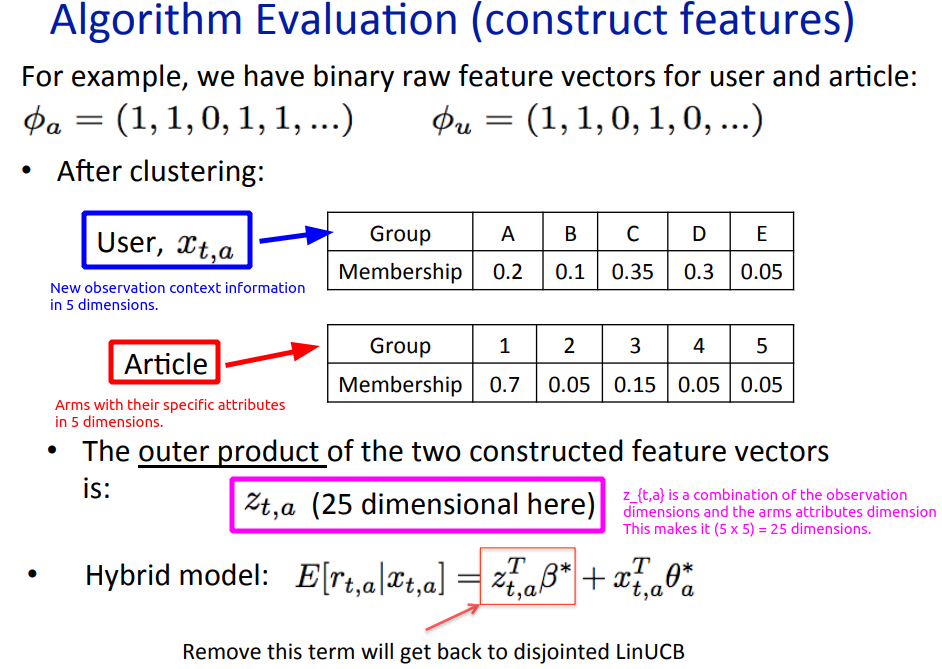 Algorithm Evaluation (construct features)
For example, we have binary raw feature vectors for user and article:
ϕ_a = (1, 1, 0, 1, 1, ...) ϕ_u = (1, 1, 0, 1, 0, ...)
• After clustering:
User, x_{t,a}
Group A B C D E
Membership 0.2 0.1 0.35 0.3 0.05
New observation context information
in 5 dimensions.
Article
Group 1 2 3 4 5
Membership 0.7 0.05 0.15 0.05 0.05
Arms with their specific attributes
in 5 dimensions.
• The outer product of the two constructed feature vectors
is:
z_{t,a} (25 dimensional here)
z_{t,a} is a combination of the observation
dimensions and the arms attributes dimension
This makes it (5 x 5) = 25 dimensions.
• Hybrid model: E[r_{t,a}|x_{t,a}] = z_{t,a}^T β* + x_{t,a}^T θ_a^*
Remove this term will get back to disjointed LinUCB